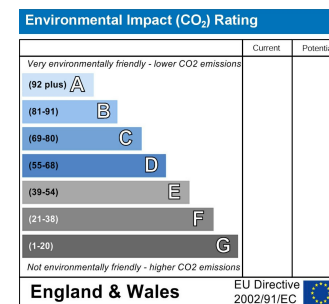 Environmental Impact (CO₂) Rating
Current Potentia
Very environmentally friendly - lower CO2 emissions
(92 plus) A
(81-91) B
(69-80) C
(55-68) D
(39-54) E
(21-38) F
(1-20) G
Not environmentally friendly - higher CO2 emissions
England & Wales
EU Directive
2002/91/EC